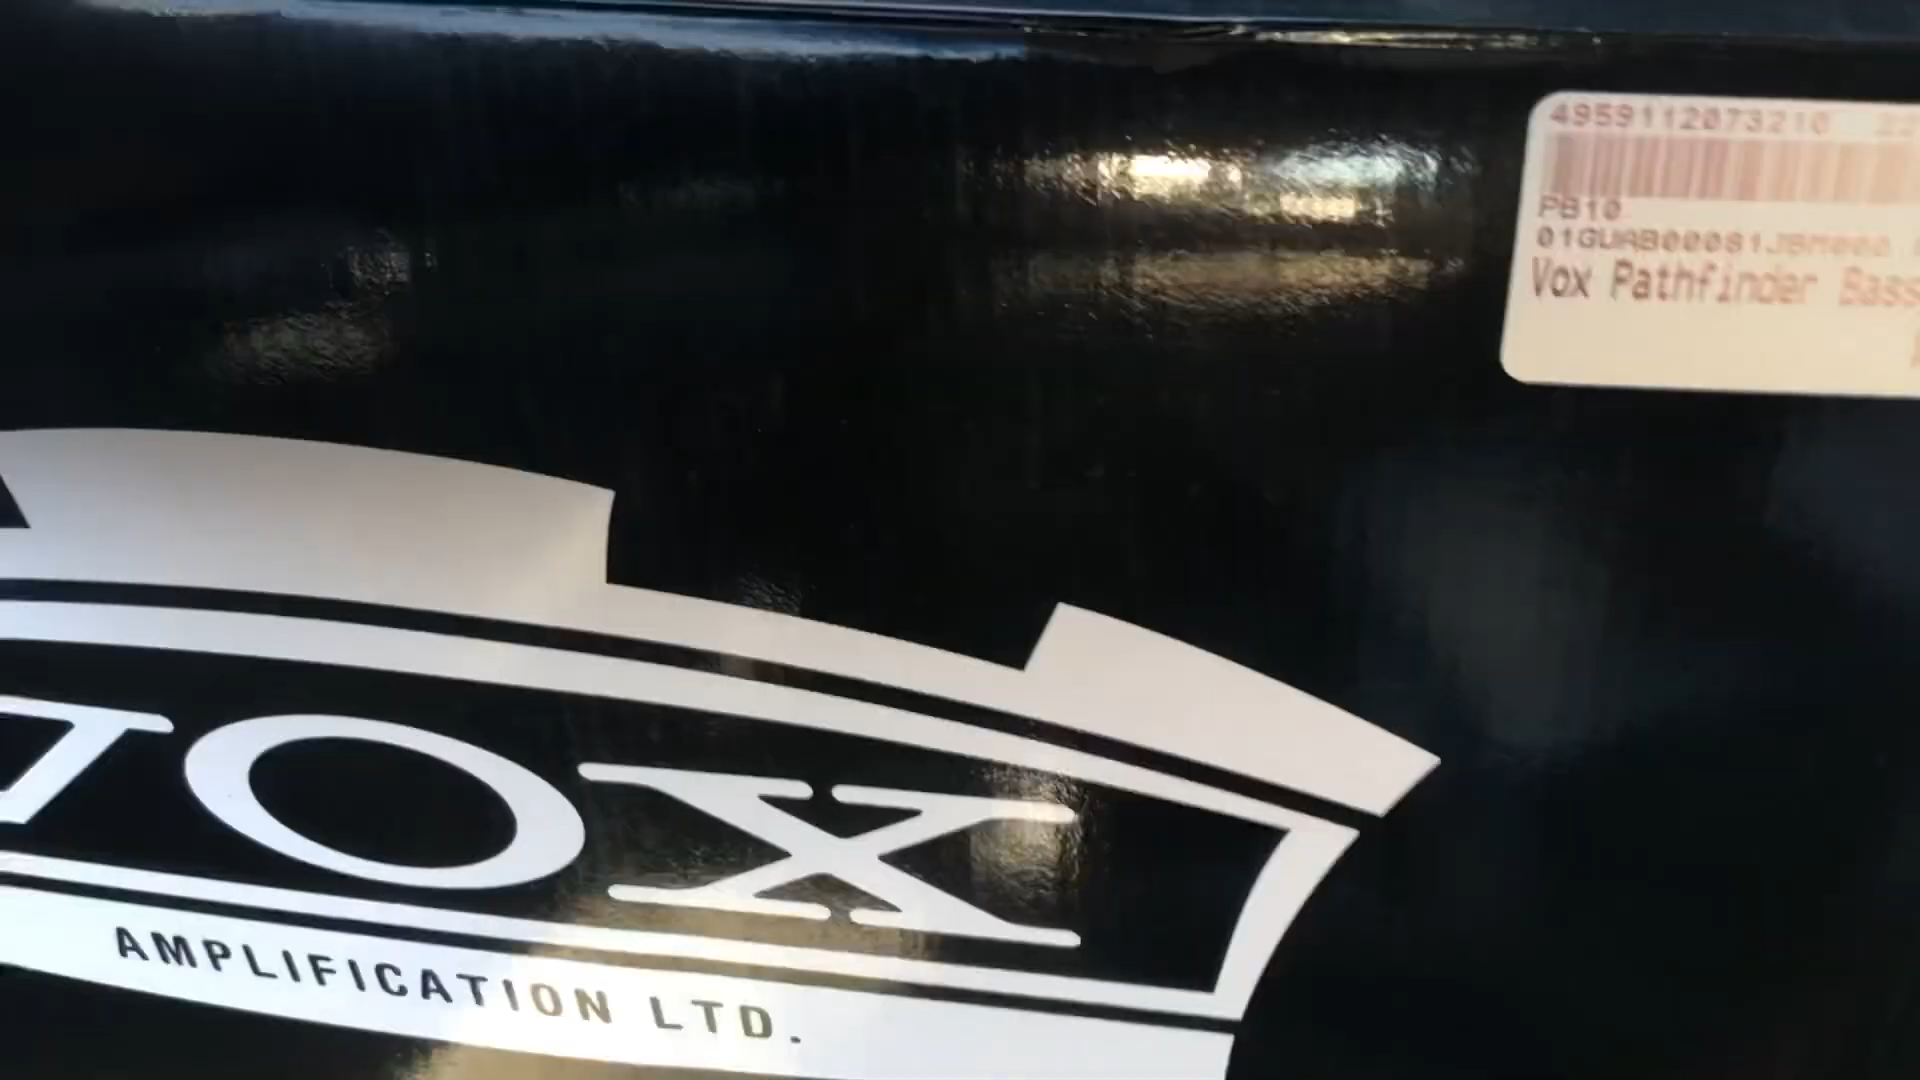 4959112073210
PB10
Vox Pathfinder Bass
VOX
AMPLIFICATION LTD.